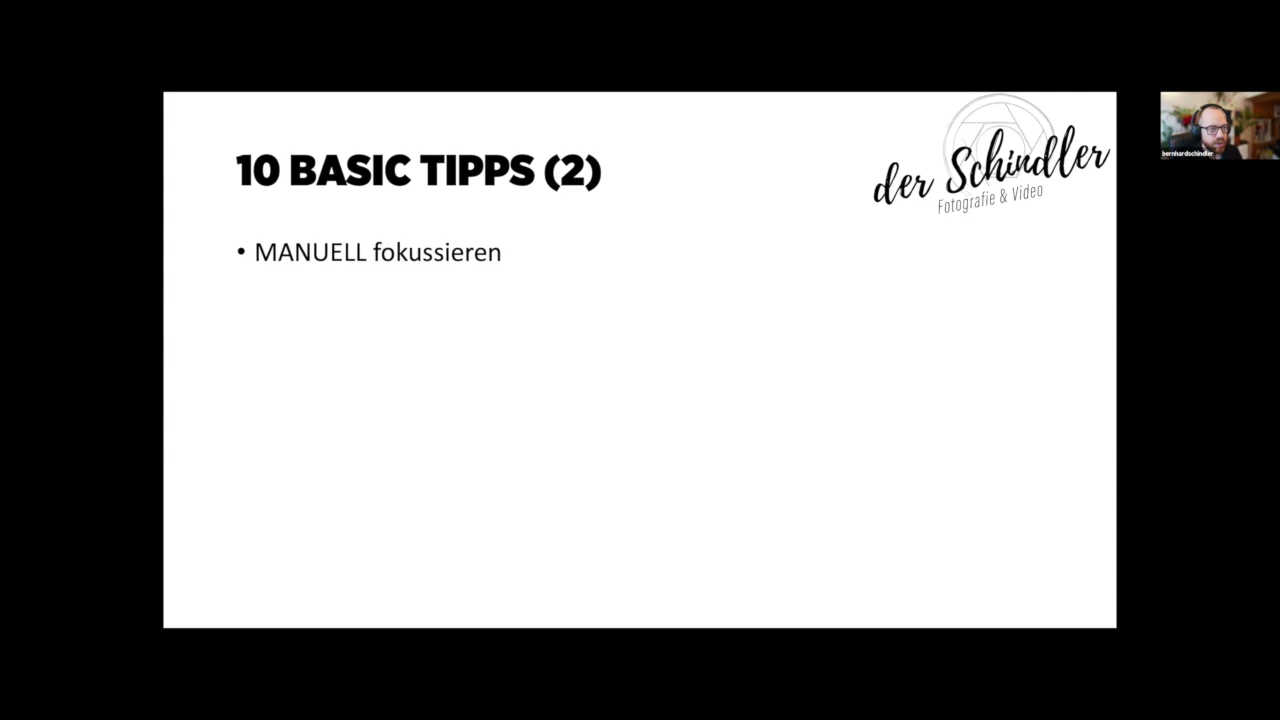 10 BASIC TIPPS (2)
der Schindler
Fotografie & Video
• MANUELL fokussieren
bernhardschindler